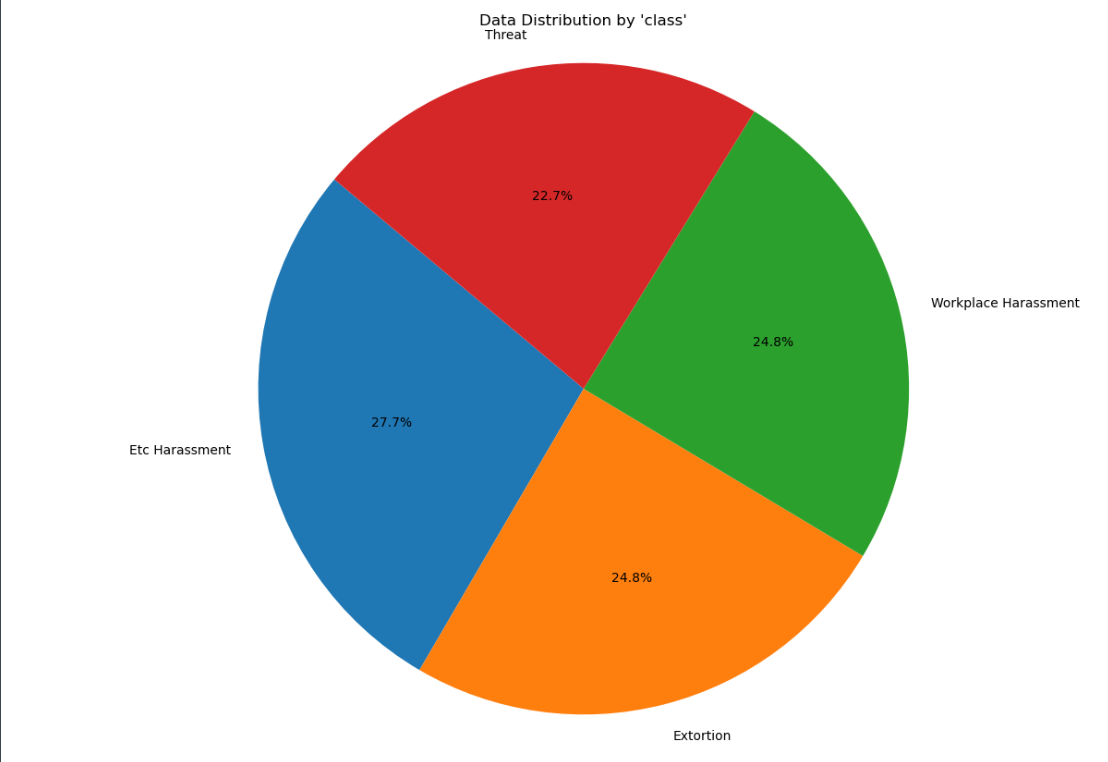 Data Distribution by 'class'
Threat
22.7%
Workplace Harassment
24.8%
27.7%
Etc Harassment
24.8%
Extortion